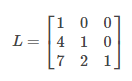 L = [ 1 0 0
4 1 0
7 2 1 ]